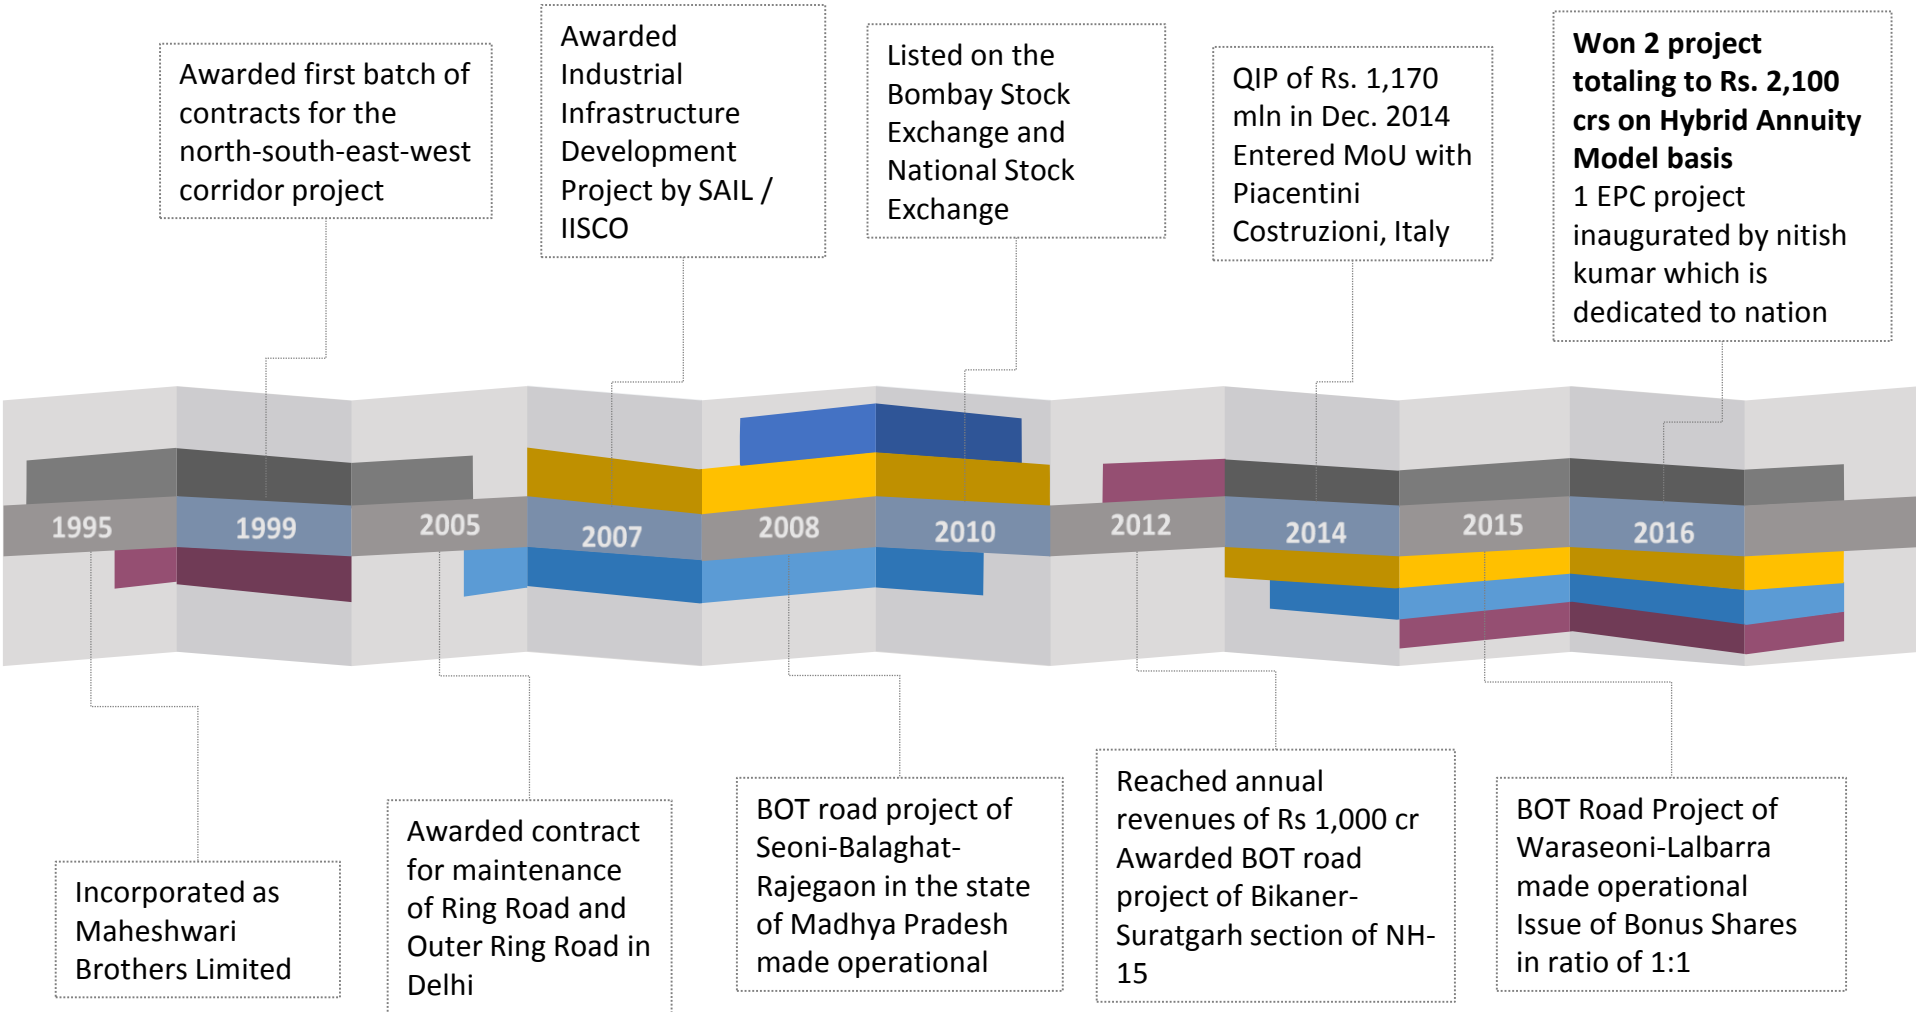 Awarded first batch of
contracts for the
north-south-east-west
corridor project
Awarded
Industrial
Infrastructure
Development
Project by SAIL /
IISCO
Listed on the
Bombay Stock
Exchange and
National Stock
Exchange
QIP of Rs. 1,170
mln in Dec. 2014
Entered MoU with
Piacentini
Costruzioni, Italy
Won 2 project
totaling to Rs. 2,100
crs on Hybrid Annuity
Model basis
1 EPC project
inaugurated by nitish
kumar which is
dedicated to nation
1995
1999
2005
2007
2008
2010
2012
2014
2015
2016
Incorporated as
Maheshwari
Brothers Limited
Awarded contract
for maintenance
of Ring Road and
Outer Ring Road in
Delhi
BOT road project of
Seoni-Balaghat-
Rajegaon in the state
of Madhya Pradesh
made operational
Reached annual
revenues of Rs 1,000 cr
Awarded BOT road
project of Bikaner-
Suratgarh section of NH-
15
BOT Road Project of
Waraseoni-Lalbarra
made operational
Issue of Bonus Shares
in ratio of 1:1